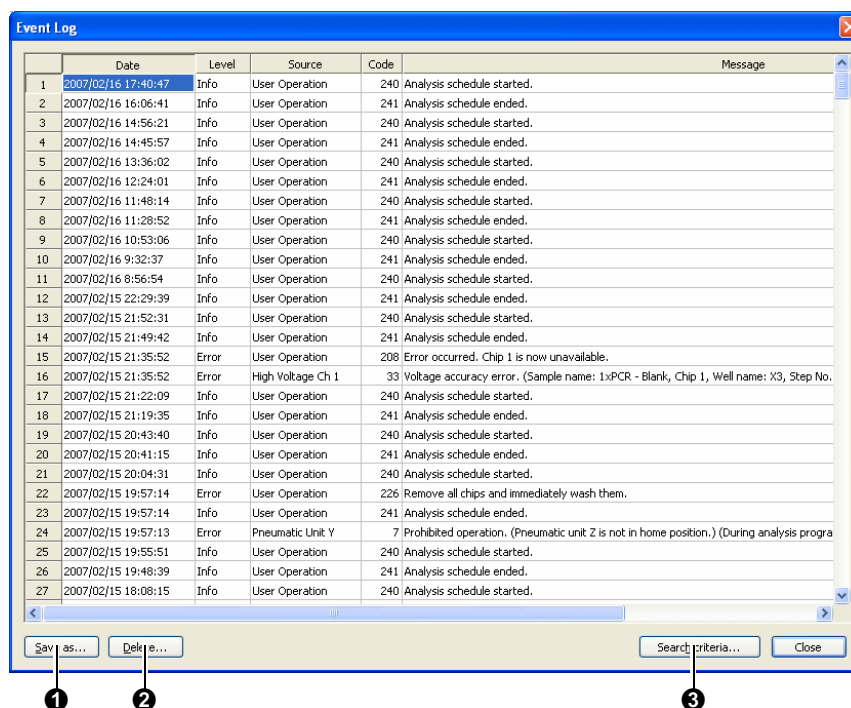 Event Log
Date Level Source Code Message
1 2007/02/16 17:40:47 Info User Operation 240 Analysis schedule started.
2 2007/02/16 16:06:41 Info User Operation 241 Analysis schedule ended.
3 2007/02/16 14:56:21 Info User Operation 240 Analysis schedule started.
4 2007/02/16 14:45:57 Info User Operation 241 Analysis schedule ended.
5 2007/02/16 13:36:02 Info User Operation 240 Analysis schedule started.
6 2007/02/16 12:24:01 Info User Operation 241 Analysis schedule ended.
7 2007/02/16 11:48:14 Info User Operation 240 Analysis schedule started.
8 2007/02/16 11:28:52 Info User Operation 241 Analysis schedule ended.
9 2007/02/16 10:53:06 Info User Operation 240 Analysis schedule started.
10 2007/02/16 9:32:37 Info User Operation 241 Analysis schedule ended.
11 2007/02/16 8:56:54 Info User Operation 240 Analysis schedule started.
12 2007/02/15 22:29:39 Info User Operation 241 Analysis schedule ended.
13 2007/02/15 21:52:31 Info User Operation 240 Analysis schedule started.
14 2007/02/15 21:49:42 Info User Operation 241 Analysis schedule ended.
15 2007/02/15 21:35:52 Error User Operation 208 Error occurred. Chip 1 is now unavailable.
16 2007/02/15 21:35:52 Error High Voltage Ch 1 33 Voltage accuracy error. (Sample name: 1xPCR - Blank, Chip 1, Well name: X3, Step No.
17 2007/02/15 21:22:09 Info User Operation 240 Analysis schedule started.
18 2007/02/15 21:19:35 Info User Operation 241 Analysis schedule ended.
19 2007/02/15 20:43:40 Info User Operation 240 Analysis schedule started.
20 2007/02/15 20:41:15 Info User Operation 241 Analysis schedule ended.
21 2007/02/15 20:04:31 Info User Operation 240 Analysis schedule started.
22 2007/02/15 19:57:14 Error User Operation 226 Remove all chips and immediately wash them.
23 2007/02/15 19:57:14 Info User Operation 241 Analysis schedule ended.
24 2007/02/15 19:57:13 Error Pneumatic Unit Y 7 Prohibited operation. (Pneumatic unit Z is not in home position.) (During analysis progra
25 2007/02/15 19:55:51 Info User Operation 240 Analysis schedule started.
26 2007/02/15 19:48:39 Info User Operation 241 Analysis schedule ended.
27 2007/02/15 18:08:15 Info User Operation 240 Analysis schedule started.
Save as... Delete... Search criteria... Close
1 2 3